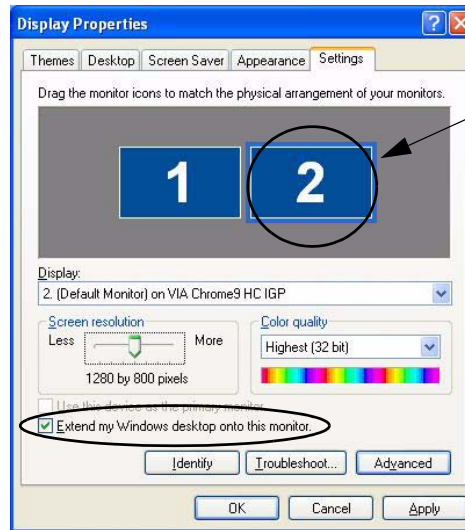 Display Properties
Themes Desktop Screen Saver Appearance Settings
Drag the monitor icons to match the physical arrangement of your monitors.
1 2
Display:
2. (Default Monitor) on VIA Chrome9 HC IGP
Screen resolution
Less More
1280 by 800 pixels
Color quality
Highest (32 bit)
Use this device as the primary monitor.
Extend my Windows desktop onto this monitor.
Identify Troubleshoot... Advanced
OK Cancel Apply